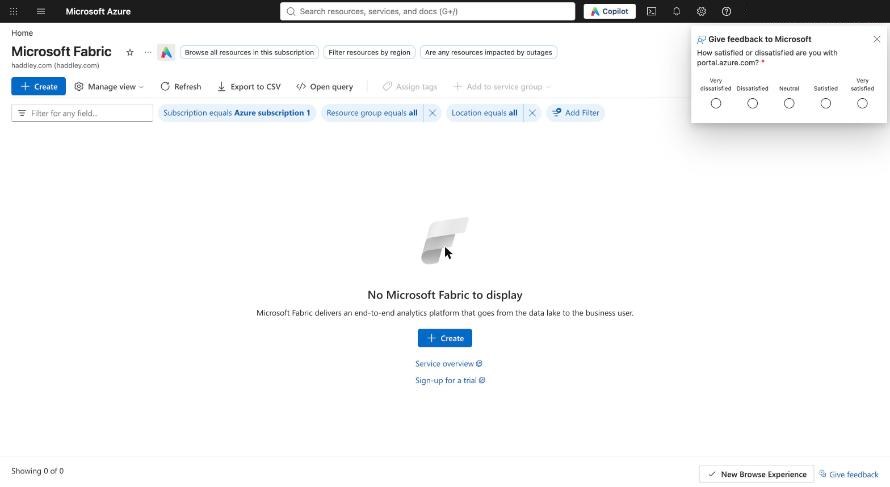 Microsoft Azure
Search resources, services, and docs (G+/)
Copilot
Home
Microsoft Fabric
haddley.com (haddley.com)
Browse all resources in this subscription
Filter resources by region
Are any resources impacted by outages
Give feedback to Microsoft
How satisfied or dissatisfied are you with
portal.azure.com? *
Very dissatisfied
Dissatisfied
Neutral
Satisfied
Very satisfied
Create
Manage view
Refresh
Export to CSV
Open query
Assign tags
Add to service group
Filter for any field...
Subscription equals Azure subscription 1
Resource group equals all
Location equals all
Add Filter
No Microsoft Fabric to display
Microsoft Fabric delivers an end-to-end analytics platform that goes from the data lake to the business user.
Create
Service overview
Sign-up for a trial
Showing 0 of 0
New Browse Experience
Give feedback